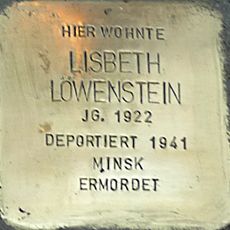 HIER WOHNTE
LISBETH
LÖWENSTEIN
JG. 1922
DEPORTIERT 1941
MINSK
ERMORDET